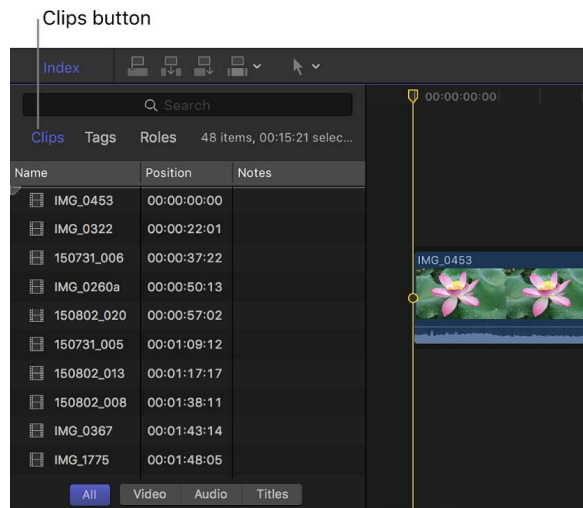 Clips button
Index
Search
Clips Tags Roles 48 items, 00:15:21 selec...
Name Position Notes
IMG_0453 00:00:00:00
IMG_0322 00:00:22:01
150731_006 00:00:37:22
IMG_0260a 00:00:50:13
150802_020 00:00:57:02
150731_005 00:01:09:12
150802_013 00:01:17:17
150802_008 00:01:38:11
IMG_0367 00:01:43:14
IMG_1775 00:01:48:05
All Video Audio Titles
00:00:00:00
IMG_0453